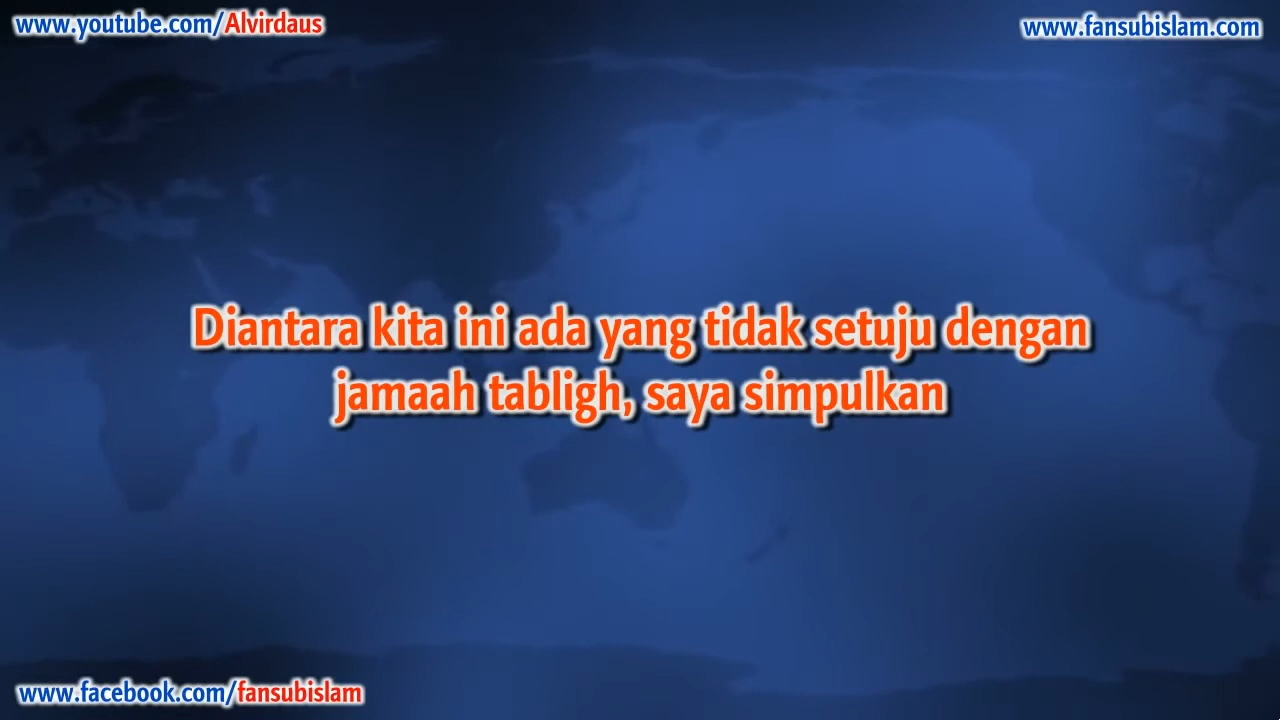 www.youtube.com/Alvirdaus
www.fansubislam.com
Diantara kita ini ada yang tidak setuju dengan
jamaah tabligh, saya simpulkan
www.facebook.com/fansubislam